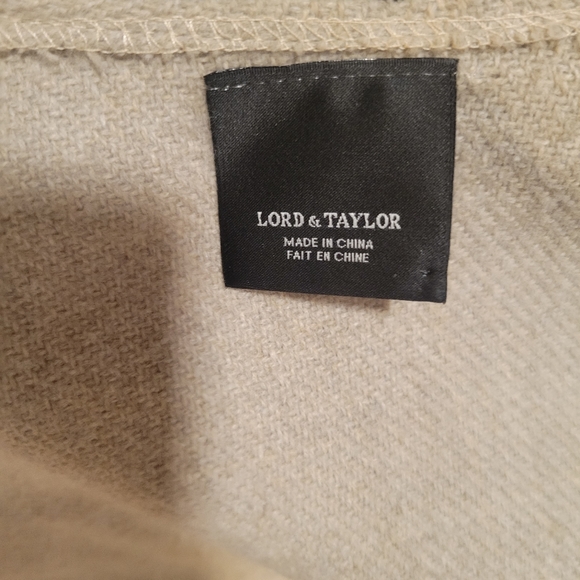 LORD & TAYLOR
MADE IN CHINA
FAIT EN CHINE